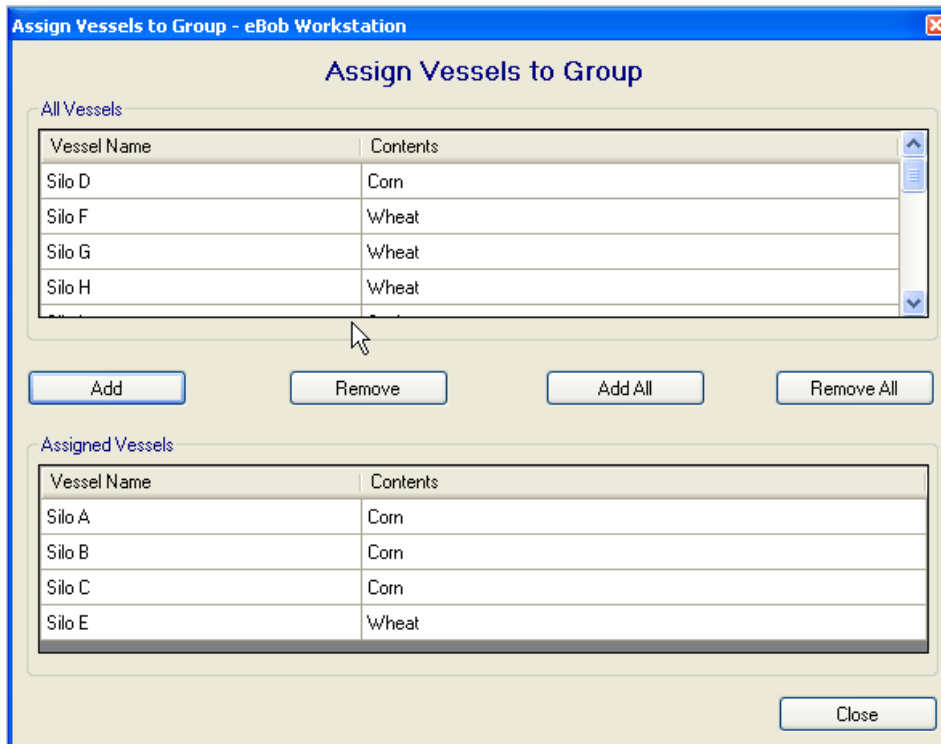 Assign Vessels to Group - eBob Workstation
Assign Vessels to Group
All Vessels
Vessel Name Contents
Silo D Corn
Silo F Wheat
Silo G Wheat
Silo H Wheat
Add Remove Add All Remove All
Assigned Vessels
Vessel Name Contents
Silo A Corn
Silo B Corn
Silo C Corn
Silo E Wheat
Close